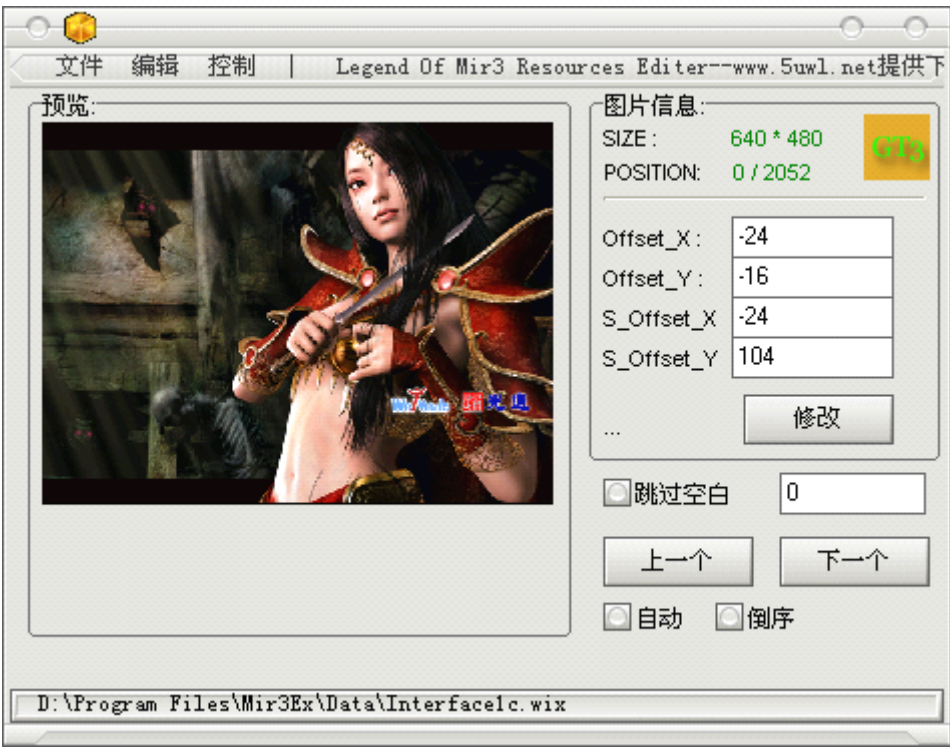 文件 编辑 控制 | Legend Of Mir3 Resources Editer--www.5uwl.net提供下
预览:
图片信息:
SIZE : 640 * 480
GT3
POSITION: 0 / 2052
Offset_X : -24
Offset_Y : -16
S_Offset_X -24
S_Offset_Y 104
... 修改
跳过空白 0
上一个 下一个
自动 倒序
D:\Program Files\Mir3Ex\Data\Interface1c.wix